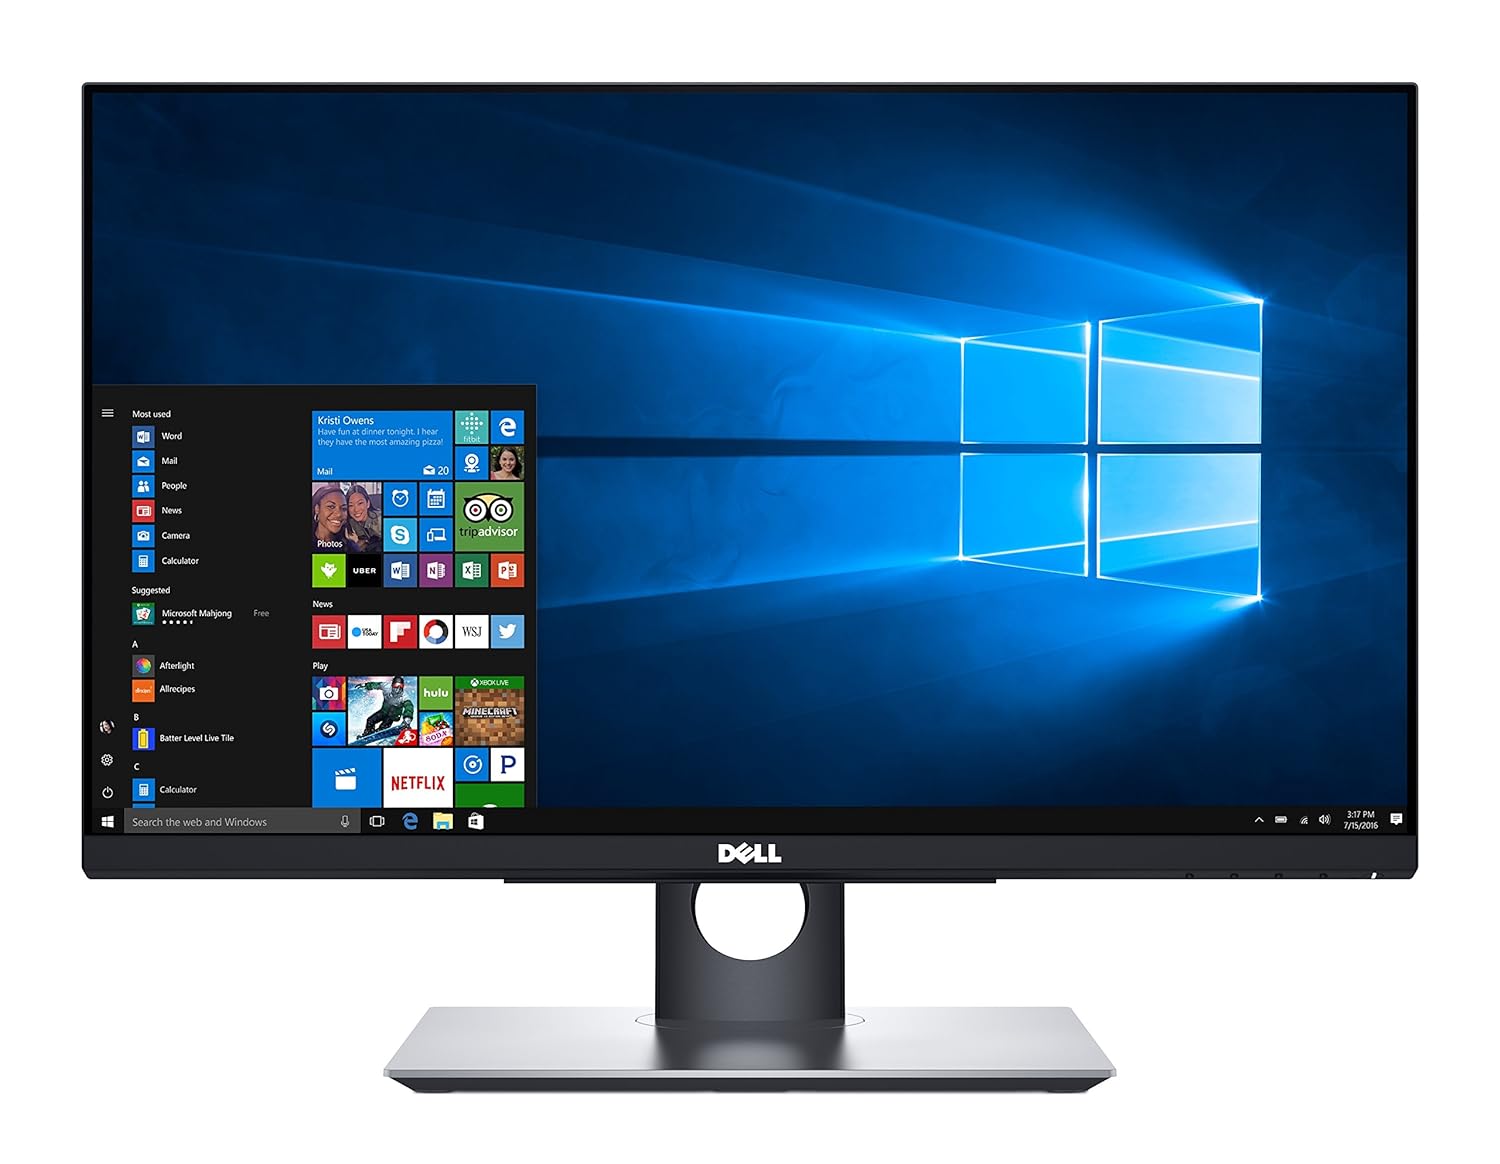 Most used
Word
Mail
People
News
Camera
Calculator
Suggested
Microsoft Mahjong
Free
A
Afterlight
Allrecipes
B
Batter Level Live Tile
C
Calculator
Kristi Owens
Have fun at dinner tonight. I hear
they have the most amazing pizza!
Mail
20
fitbit
Photos
tripadvisor
UBER
News
USA
TODAY
WSJ
Play
hulu
XBOX LIVE
MINECRAFT
SODA
NETFLIX
P
Search the web and Windows
3:17 PM
7/15/2016
DELL